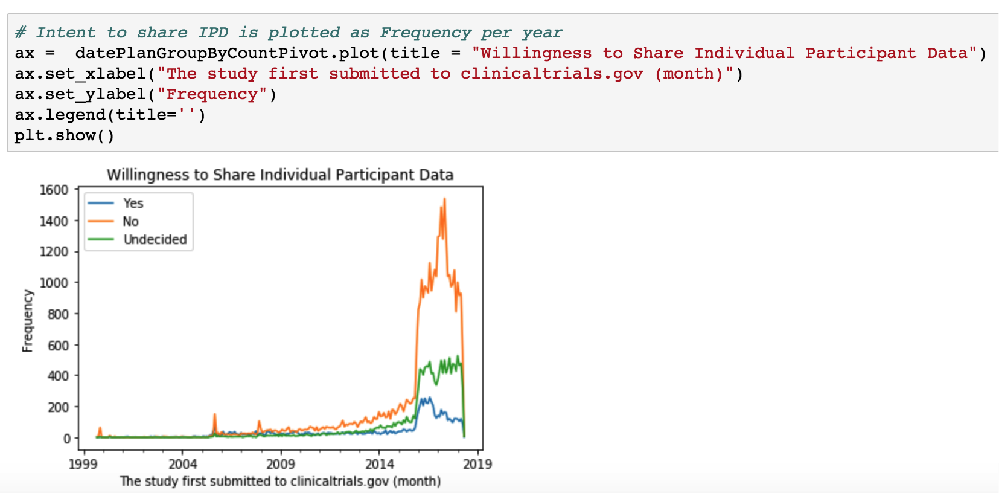 # Intent to share IPD is plotted as Frequency per year
ax =  datePlanGroupByCountPivot.plot(title = "Willingness to Share Individual Participant Data")
ax.set_xlabel("The study first submitted to clinicaltrials.gov (month)")
ax.set_ylabel("Frequency")
ax.legend(title='')
plt.show()
Willingness to Share Individual Participant Data
1600
1400
1200
1000
800
600
400
200
0
Frequency
Yes
No
Undecided
1999 2004 2009 2014 2019
The study first submitted to clinicaltrials.gov (month)